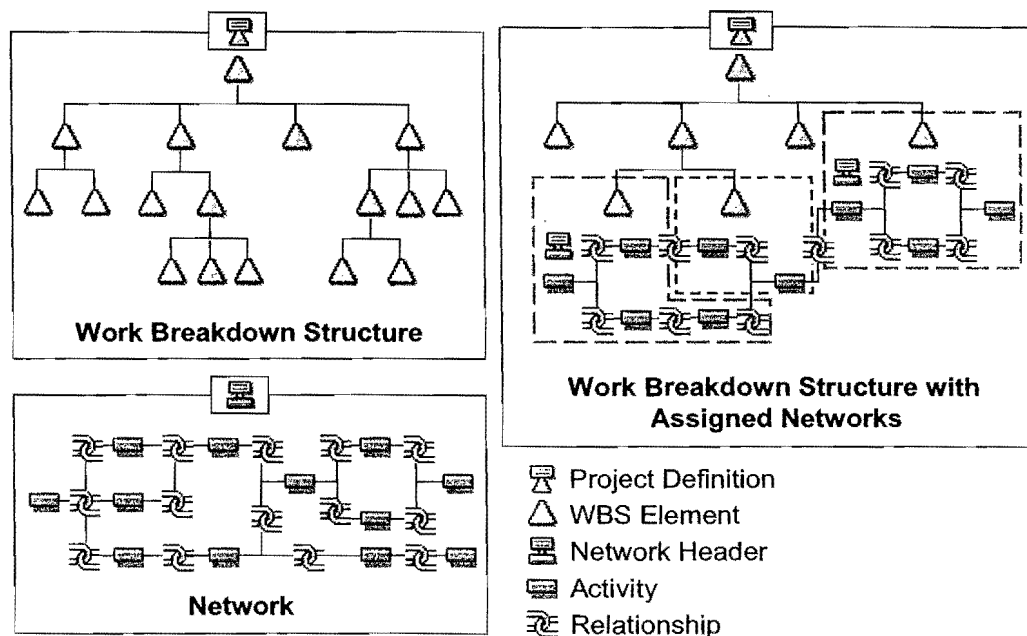 Work Breakdown Structure
Work Breakdown Structure with
Assigned Networks
Network
Project Definition
WBS Element
Network Header
Activity
Relationship